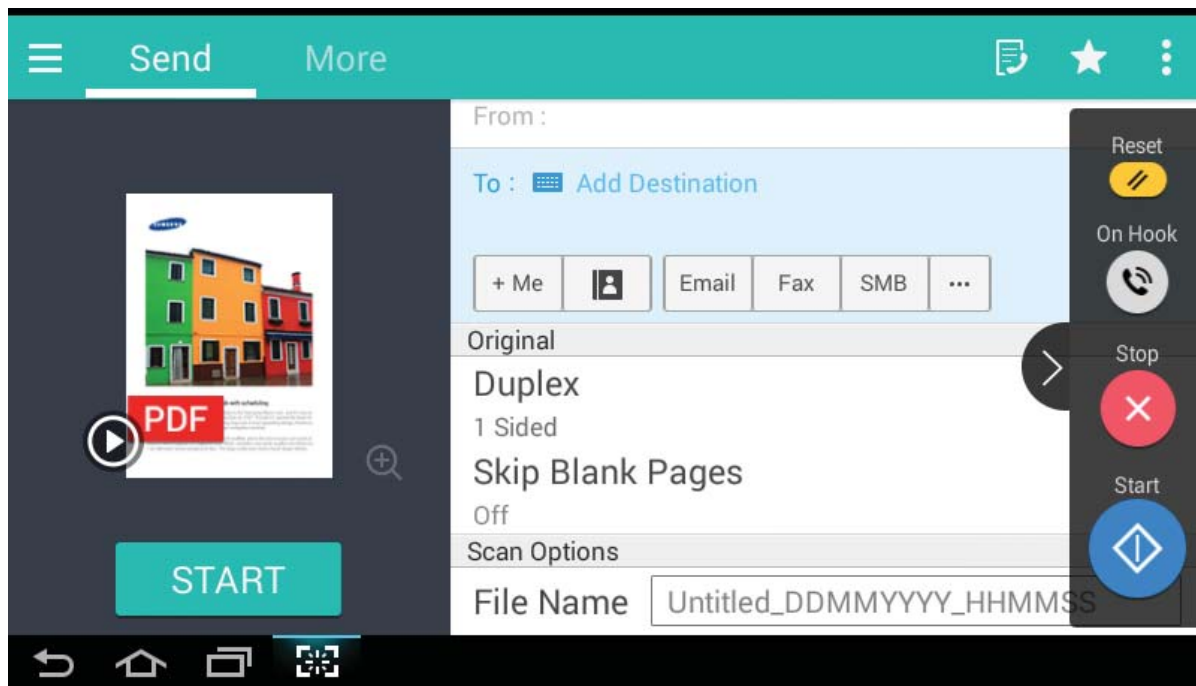 Send More
From :
To : Add Destination
+ Me Email Fax SMB ...
Original
Duplex
1 Sided
Skip Blank Pages
Off
Scan Options
File Name Untitled_DDMMYYYY_HHMMSS
SAMSUNG
PDF
START
Reset
On Hook
Stop
Start